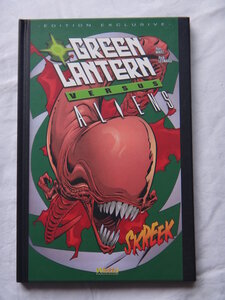 EDITION EXCLUSIVE
GREEN
LANTERN
VERSUS
ALIENS
SKREEK